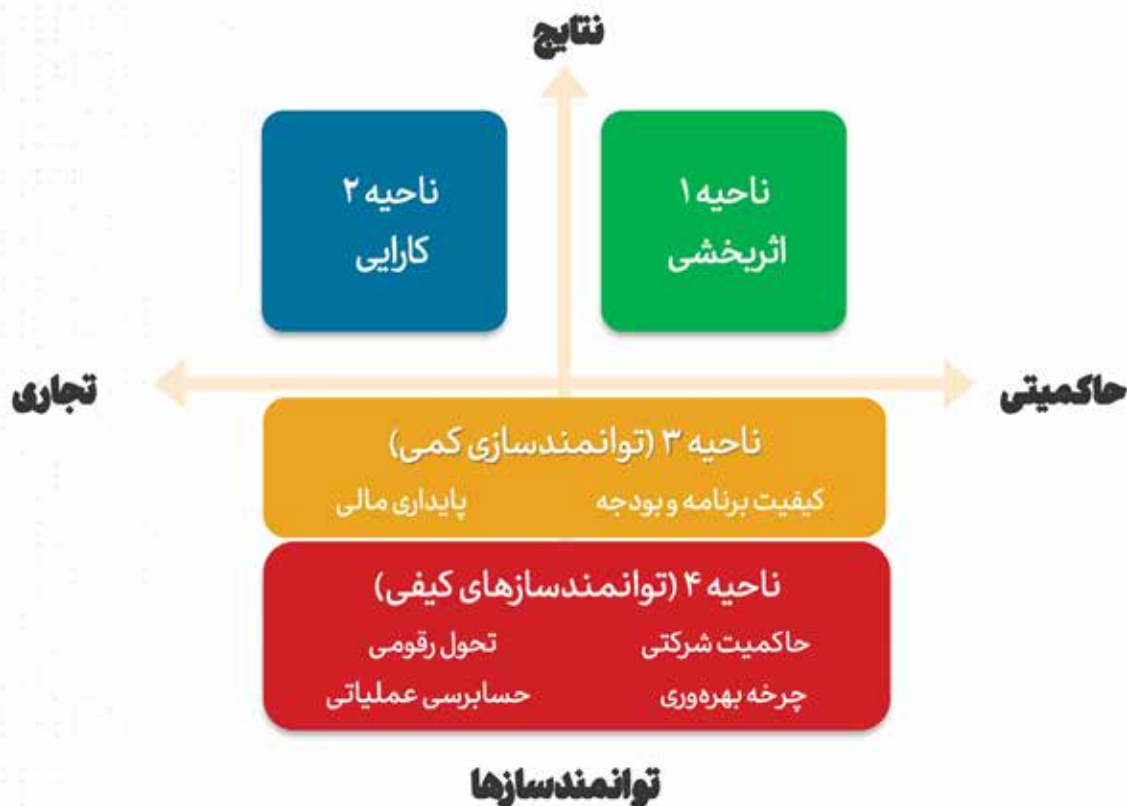 نتایج
ناحیه ۱
اثربخشی
ناحیه ۲
کارایی
حاکمیتی
تجاری
ناحیه ۳ (توانمندسازی کمی)
کیفیت برنامه و بودجه
پایداری مالی
ناحیه ۴ (توانمندسازهای کیفی)
حاکمیت شرکتی
تحول رقومی
چرخه بهره‌وری
حسابرسی عملیاتی
توانمندسازها